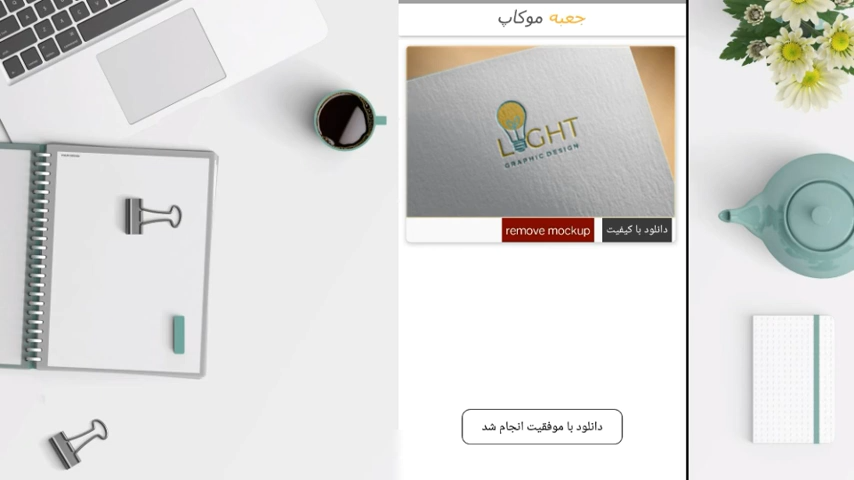 جعبه موکاپ
LIGHT
GRAPHIC DESIGN
دانلود با کیفیت
remove mockup
دانلود با موفقیت انجام شد